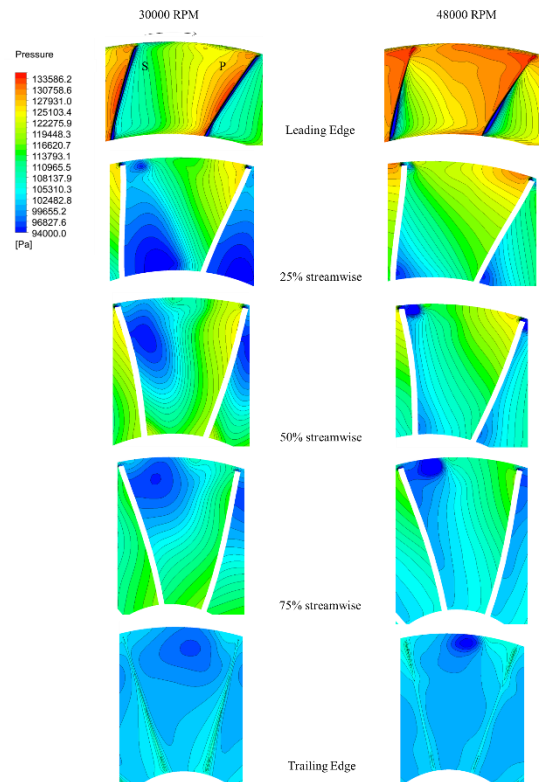 30000 RPM
48000 RPM
Pressure
133586.2
130758.6
127931.0
125103.4
122275.9
119448.3
116620.7
113793.1
110965.5
108137.9
105310.3
102482.8
99655.2
96827.6
94000.0
[Pa]
S
P
Leading Edge
25% streamwise
50% streamwise
75% streamwise
Trailing Edge